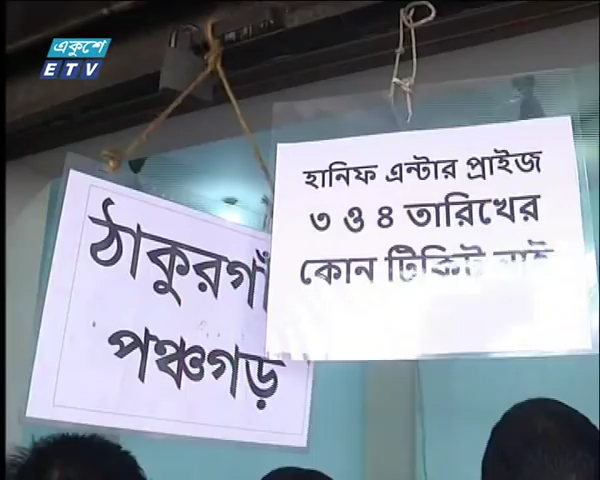 একুশে
ETV
ঠাকুরগাঁ
পঞ্চগড়
হানিফ এন্টার প্রাইজ
৩ ও ৪ তারিখের
কোন টিকিট নাই